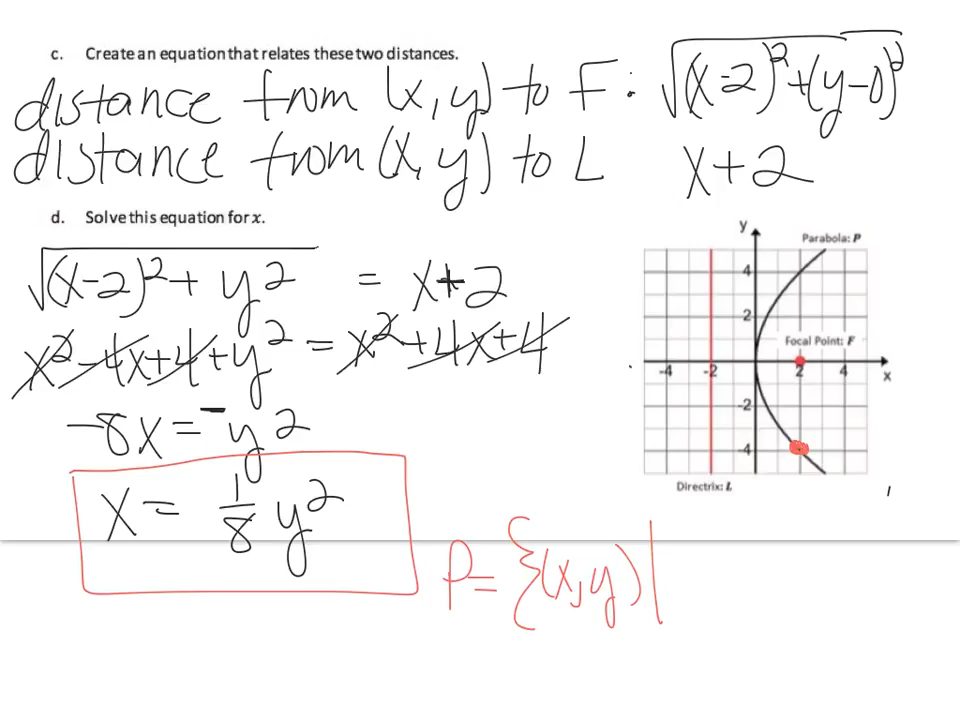 c. Create an equation that relates these two distances.
distance from (x,y) to F: √(x-2)²+(y-0)²
distance from (x,y) to L x+2
d. Solve this equation for x.
√(x-2)²+y² = x+2
x²-4x+4+y² = x²+4x+4
-8x=-y²
x = 1/8 y²
P={(x,y)|
y
Parabola: P
4
2
Focal Point: F
-4 -2 2 4 x
-2
-4
Directrix: L